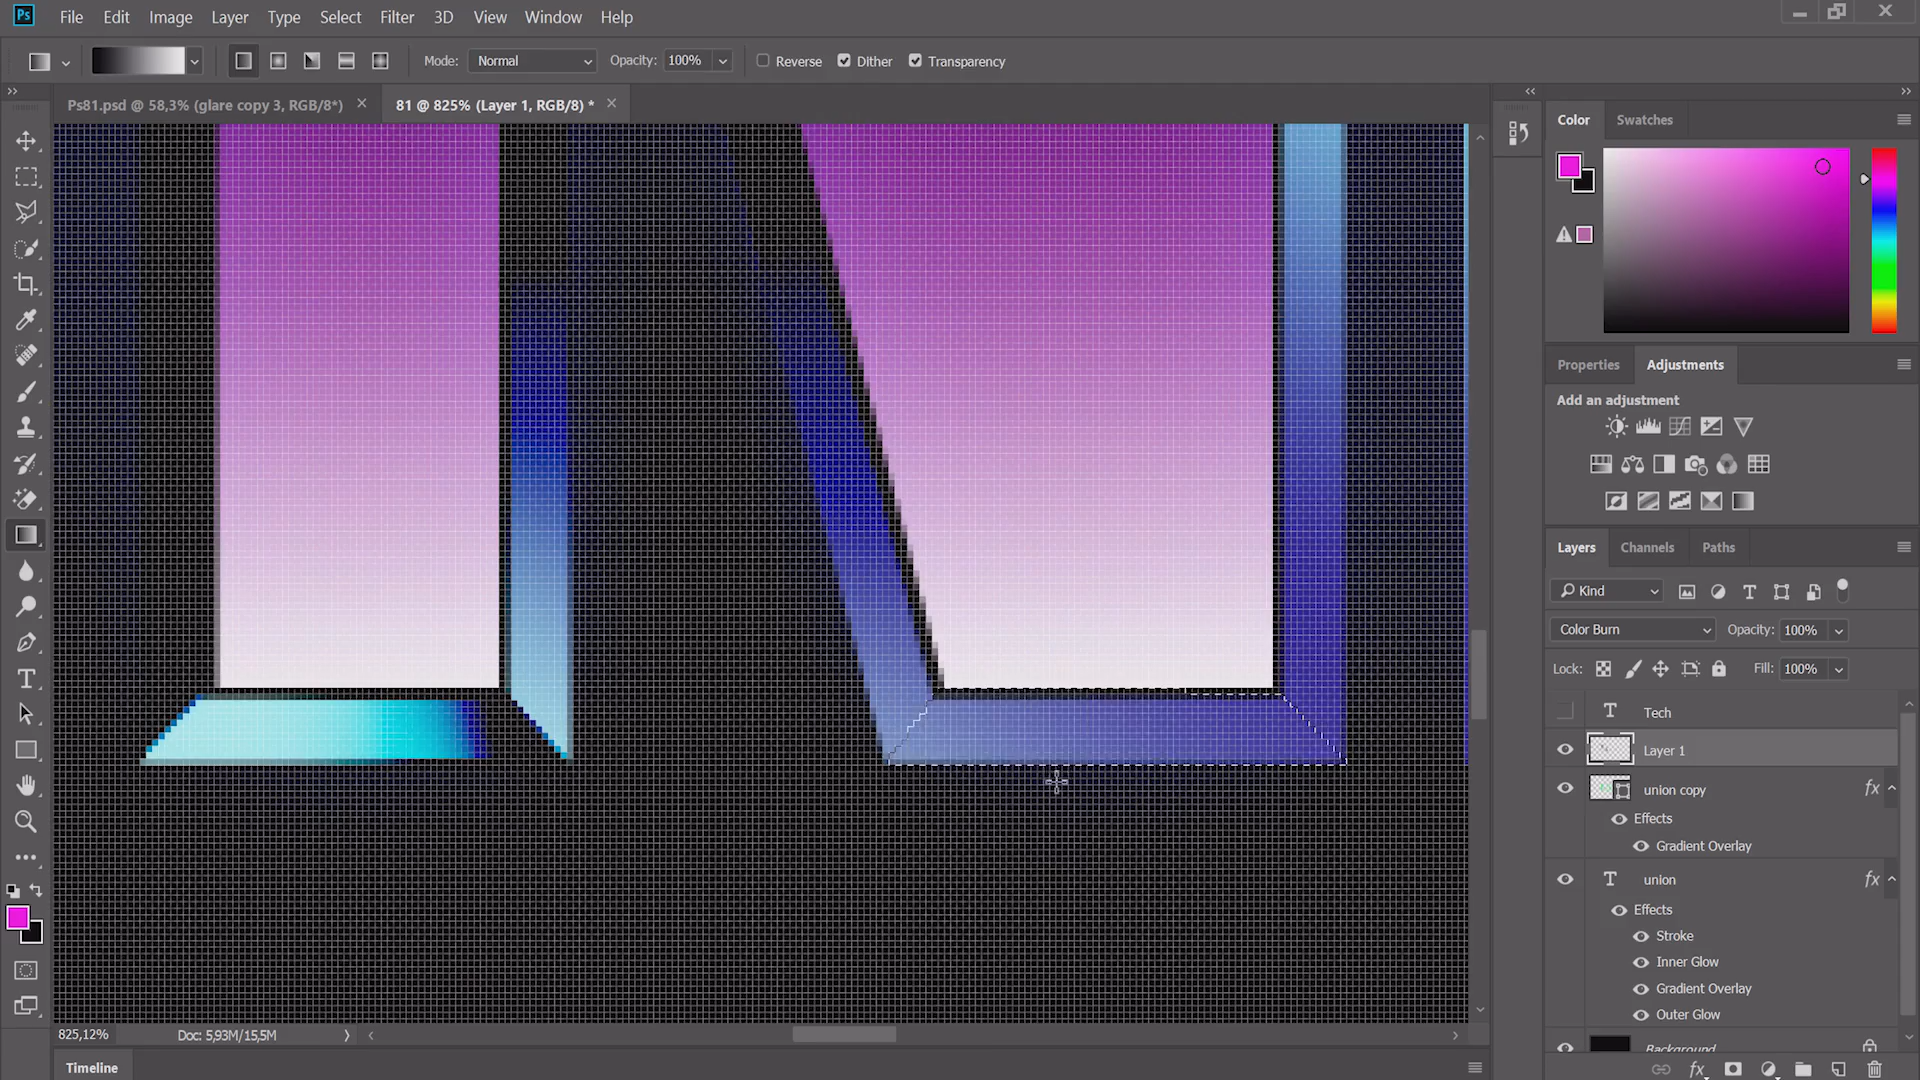 Ps File Edit Image Layer Type Select Filter 3D View Window Help
Mode: Normal Opacity: 100% Reverse Dither Transparency
Ps81.psd @ 58,3% (glare copy 3, RGB/8*) 81 @ 825% (Layer 1, RGB/8) *
Color Swatches
Properties Adjustments
Add an adjustment
Layers Channels Paths
Kind
Color Burn Opacity: 100%
Lock: Fill: 100%
Tech
Layer 1
union copy fx
Effects
Gradient Overlay
union fx
Effects
Stroke
Inner Glow
Gradient Overlay
Outer Glow
Background
825,12% Doc: 5,93M/15,5M
Timeline
fx